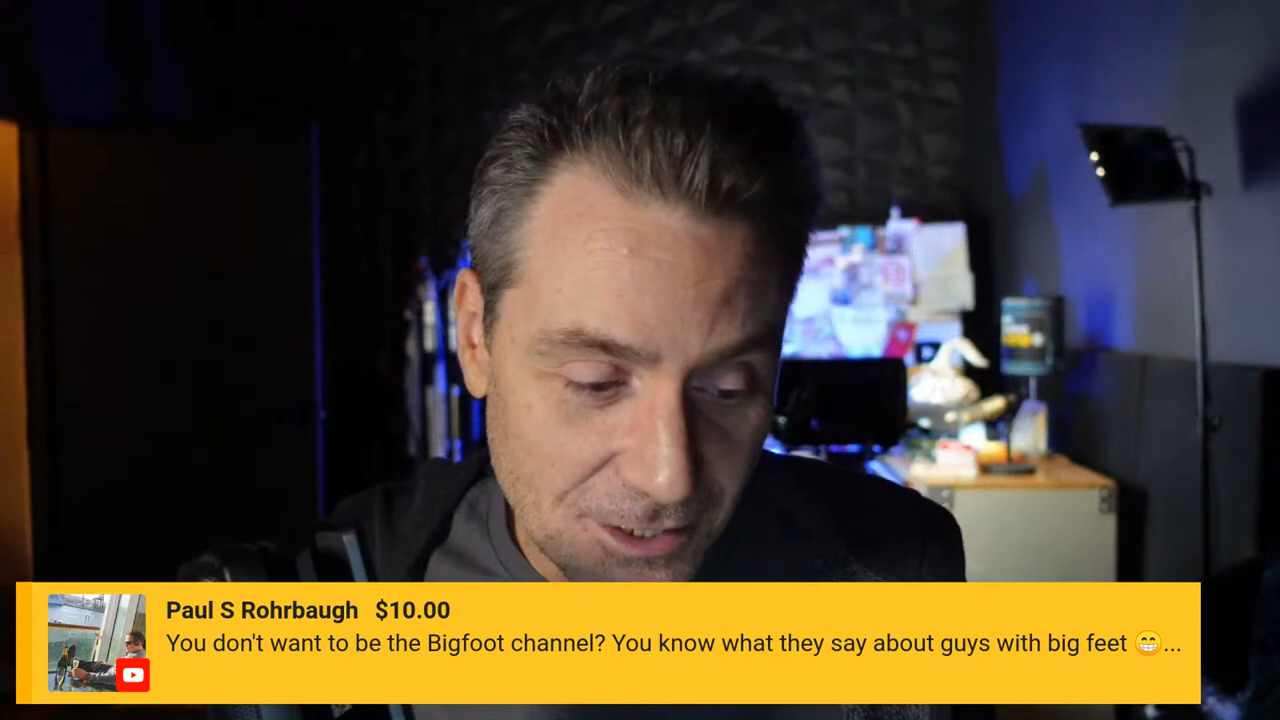 Paul S Rohrbaugh $10.00
You don't want to be the Bigfoot channel? You know what they say about guys with big feet 😁...